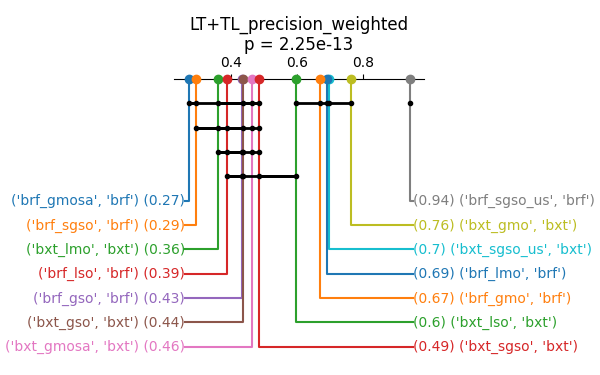 LT+TL_precision_weighted
p = 2.25e-13
0.4 0.6 0.8
('brf_gmosa', 'brf') (0.27)
('brf_sgso', 'brf') (0.29)
('bxt_lmo', 'bxt') (0.36)
('brf_lso', 'brf') (0.39)
('brf_gso', 'brf') (0.43)
('bxt_gso', 'bxt') (0.44)
('bxt_gmosa', 'bxt') (0.46)
(0.94) ('brf_sgso_us', 'brf')
(0.76) ('bxt_gmo', 'bxt')
(0.7) ('bxt_sgso_us', 'bxt')
(0.69) ('brf_lmo', 'brf')
(0.67) ('brf_gmo', 'brf')
(0.6) ('bxt_lso', 'bxt')
(0.49) ('bxt_sgso', 'bxt')